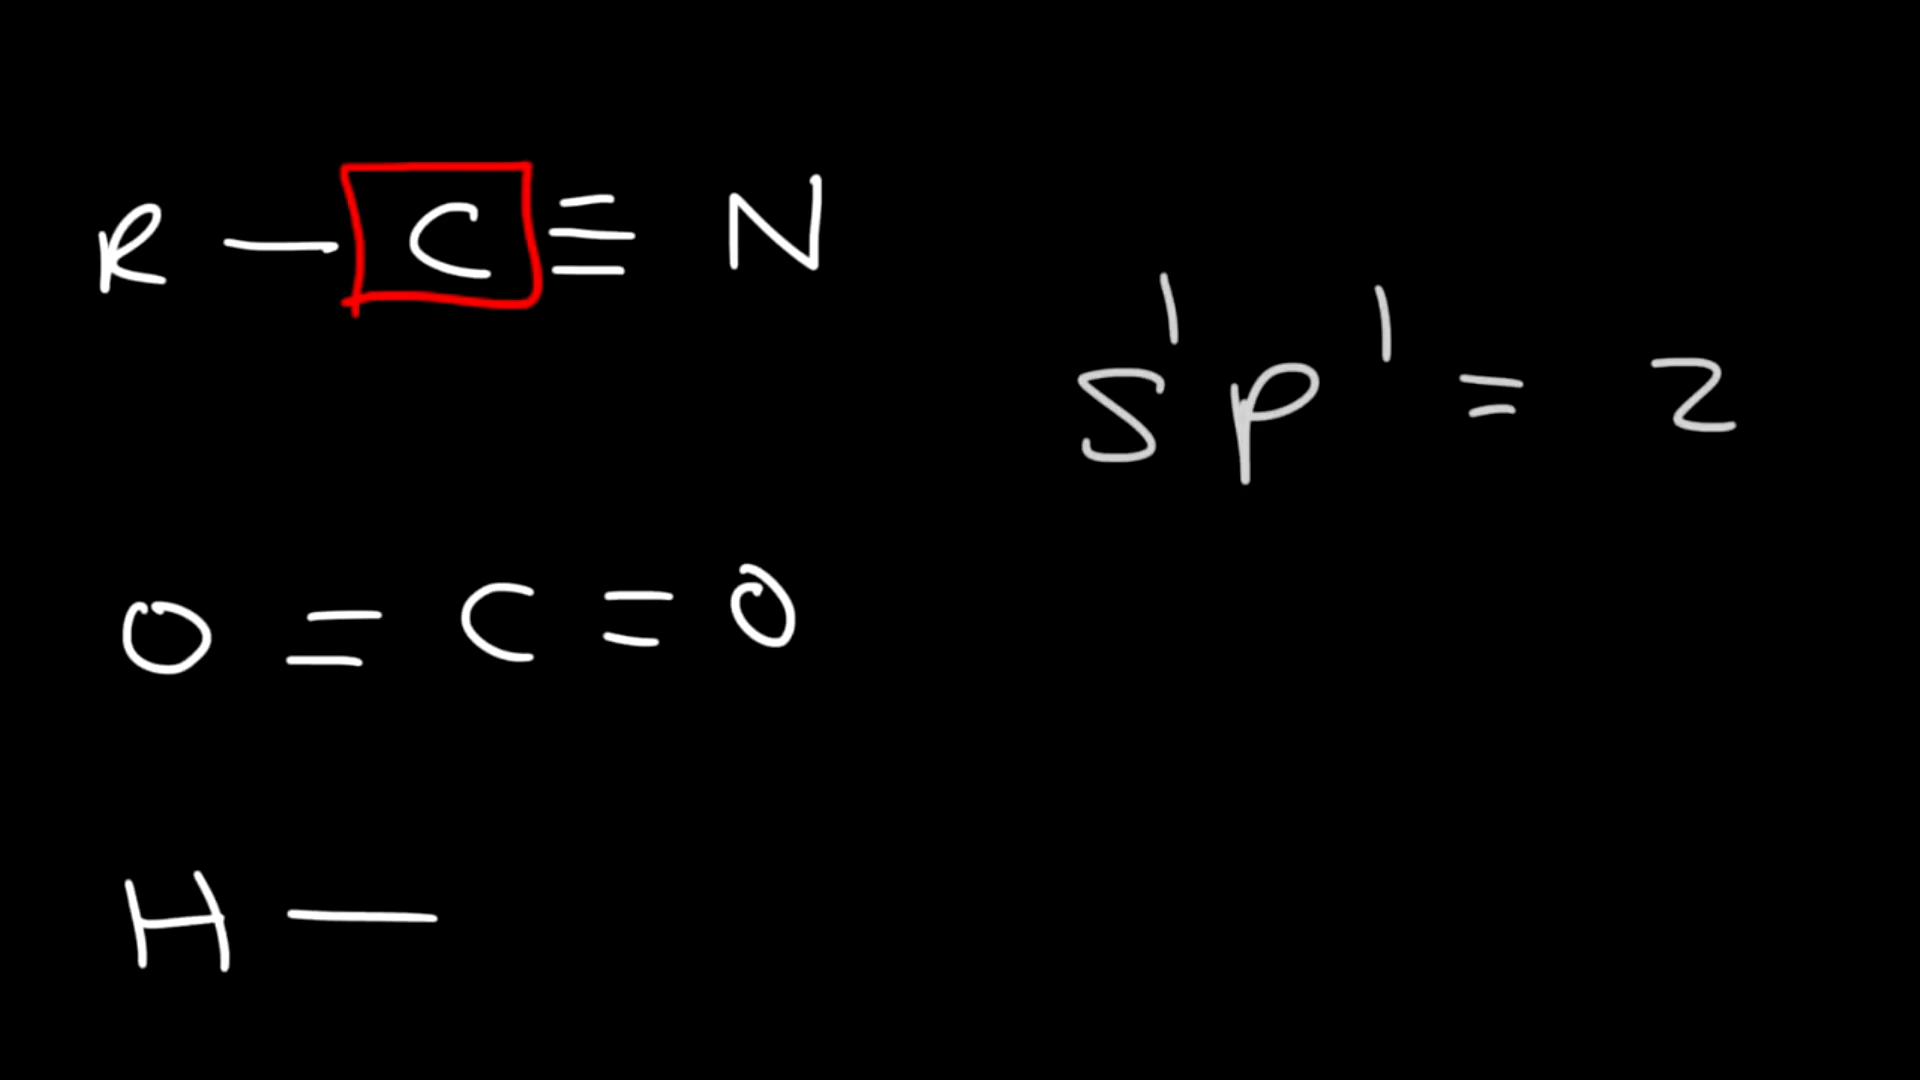 R — C ≡ N
s¹p¹ = 2
O = C = O
H —